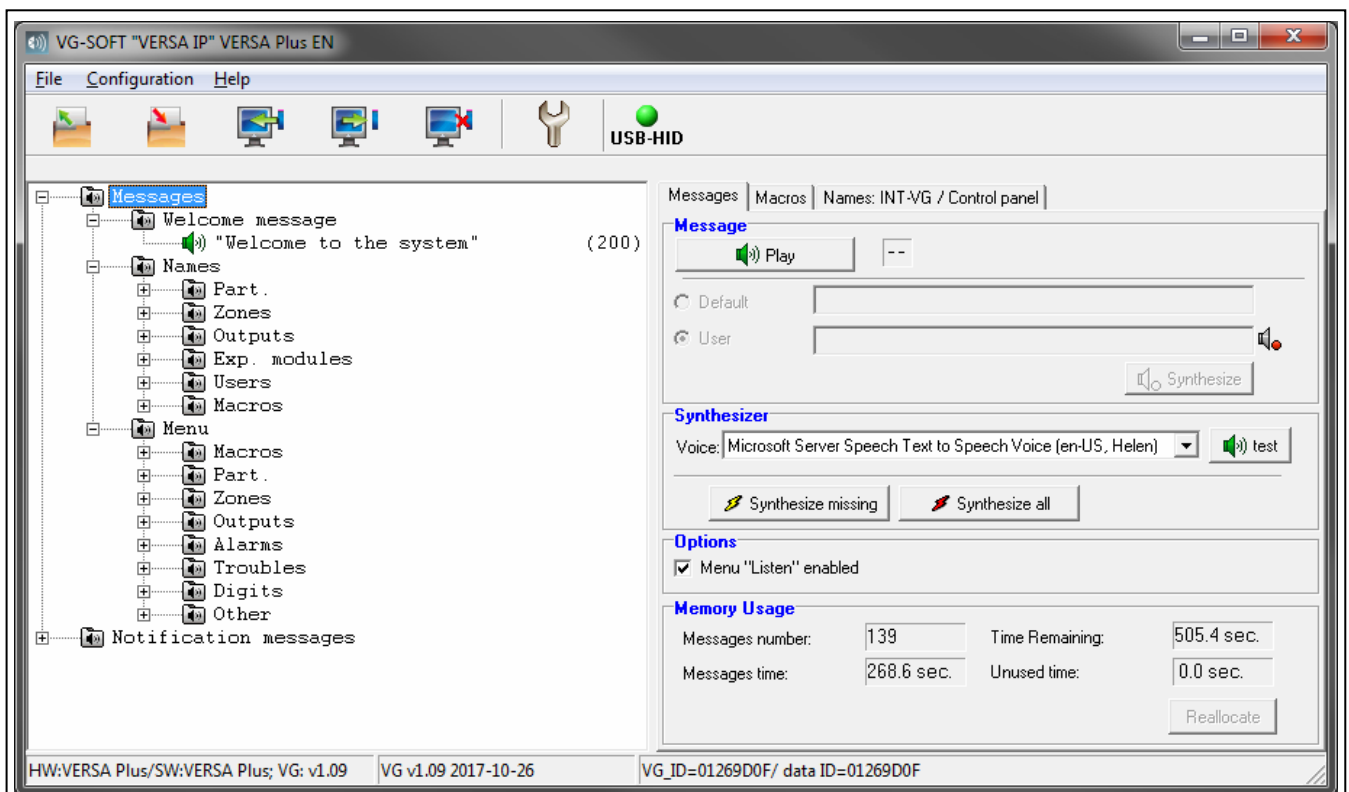 VG-SOFT "VERSA IP" VERSA Plus EN
File Configuration Help
USB-HID
Messages
Welcome message
"Welcome to the system" (200)
Names
Part.
Zones
Outputs
Exp. modules
Users
Macros
Menu
Macros
Part.
Zones
Outputs
Alarms
Troubles
Digits
Other
Notification messages
Messages Macros Names: INT-VG / Control panel
Message
Play --
Default
User
Synthesize
Synthesizer
Voice: Microsoft Server Speech Text to Speech Voice (en-US, Helen) test
Synthesize missing Synthesize all
Options
Menu "Listen" enabled
Memory Usage
Messages number: 139 Time Remaining: 505.4 sec.
Messages time: 268.6 sec. Unused time: 0.0 sec.
Reallocate
HW:VERSA Plus/SW:VERSA Plus; VG: v1.09 VG v1.09 2017-10-26 VG_ID=01269D0F/ data ID=01269D0F